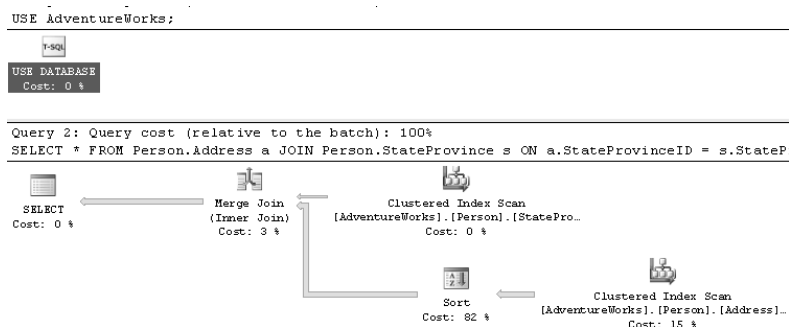 USE AdventureWorks;
T-SQL
USE DATABASE
Cost: 0 %
Query 2: Query cost (relative to the batch): 100%
SELECT * FROM Person.Address a JOIN Person.StateProvince s ON a.StateProvinceID = s.StateP
SELECT
Cost: 0 %
Merge Join
(Inner Join)
Cost: 3 %
Clustered Index Scan
[AdventureWorks].[Person].[StatePro…
Cost: 0 %
Sort
Cost: 82 %
Clustered Index Scan
[AdventureWorks].[Person].[Address]…
Cost: 15 %